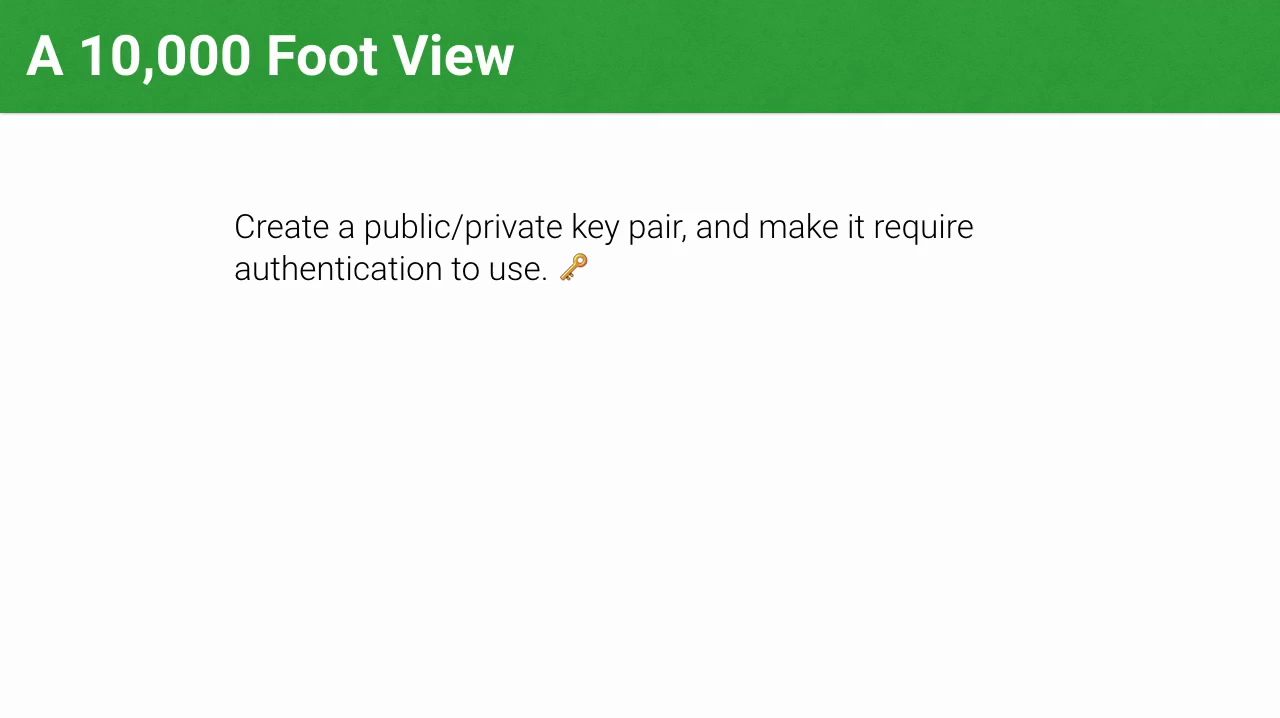 A 10,000 Foot View
Create a public/private key pair, and make it require
authentication to use. 🔑